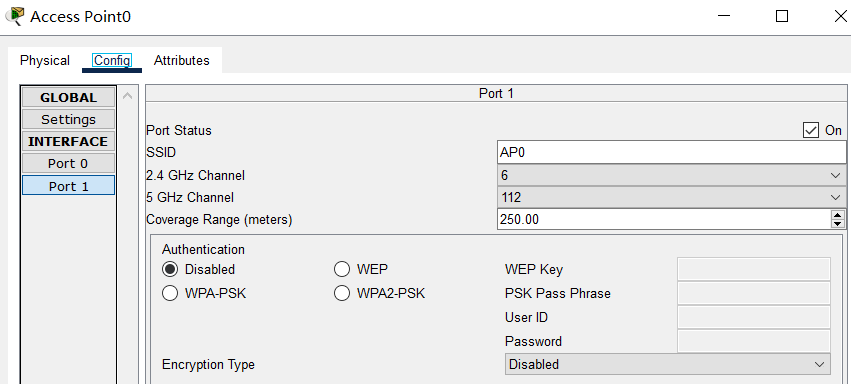 Access Point0
Physical Config Attributes
GLOBAL
Settings
INTERFACE
Port 0
Port 1
Port 1
Port Status On
SSID AP0
2.4 GHz Channel 6
5 GHz Channel 112
Coverage Range (meters) 250.00
Authentication
Disabled WEP WEP Key
WPA-PSK WPA2-PSK PSK Pass Phrase
User ID
Password
Encryption Type Disabled